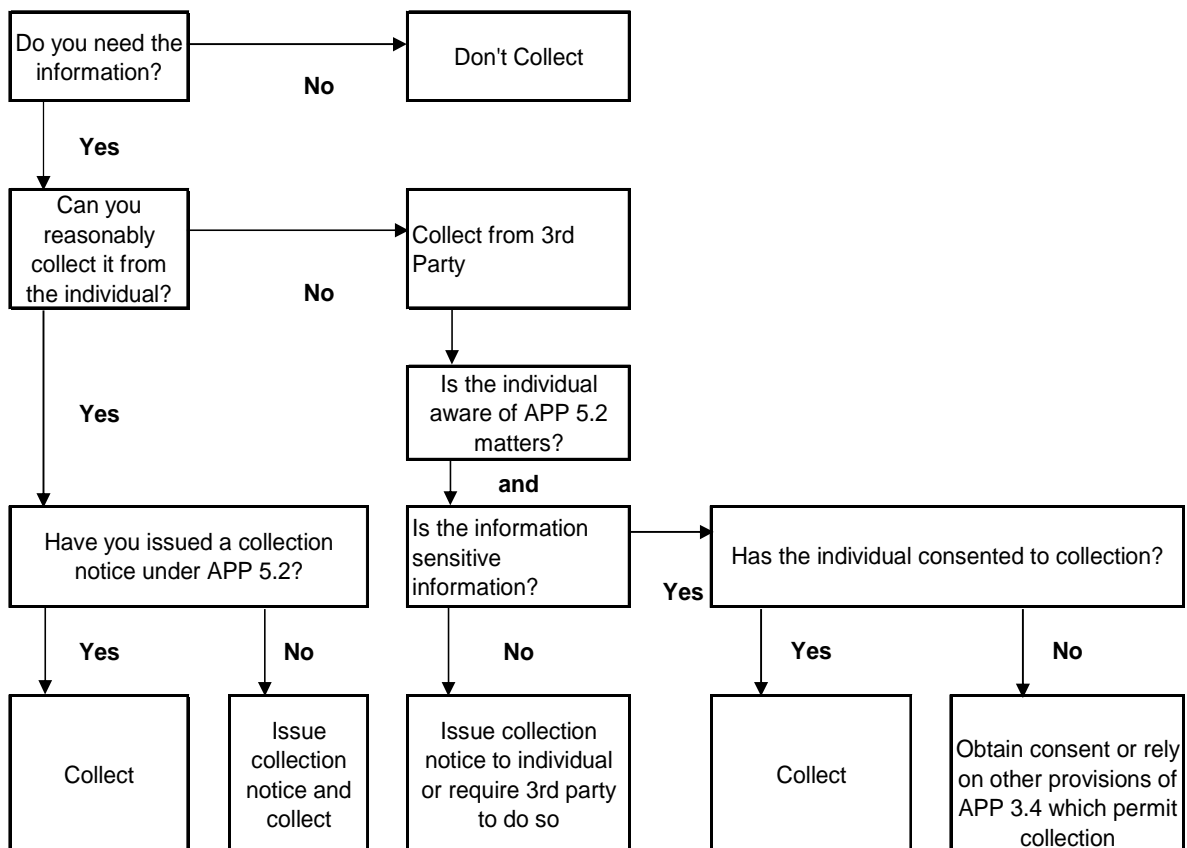 Do you need the
information?
Don't Collect
No
Yes
Can you
reasonably
collect it from
the individual?
Collect from 3rd
Party
No
Yes
Is the individual
aware of APP 5.2
matters?
and
Have you issued a collection
notice under APP 5.2?
Is the information
sensitive
information?
Yes
Has the individual consented to collection?
Yes
No
No
Yes
No
Collect
Issue
collection
notice and
collect
Issue collection
notice to individual
or require 3rd party
to do so
Collect
Obtain consent or rely
on other provisions of
APP 3.4 which permit
collection